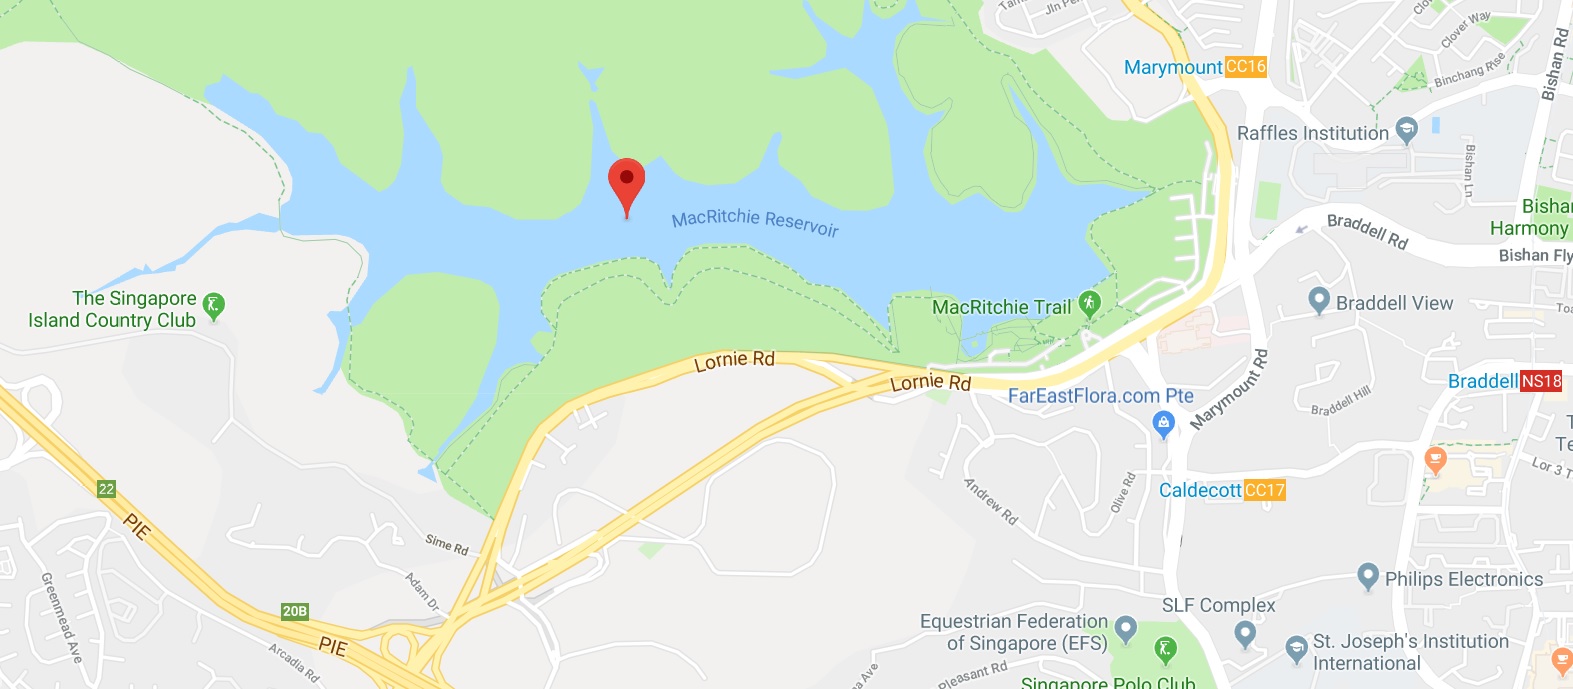 Jln Pe
Clover Way
Marymount CC16
Binchang Rise
Bishan Rd
Raffles Institution
Bishan Ln
MacRitchie Reservoir
Braddell Rd
Bishan
Harmony
Bishan Fly
The Singapore
Island Country Club
MacRitchie Trail
Braddell View
Lornie Rd
Lornie Rd
FarEastFlora.com Pte
Marymount Rd
Braddell NS18
Braddell Hill
Te
Lor 3 T
22
PIE
Andrew Rd
Olive Rd
Caldecott CC17
Sime Rd
Adam Dr
Greenmead Ave
20B
PIE
Arcadia Rd
Philips Electronics
SLF Complex
Equestrian Federation
of Singapore (EFS)
St. Joseph's Institution
International
Pleasant Rd
Singapore Polo Club